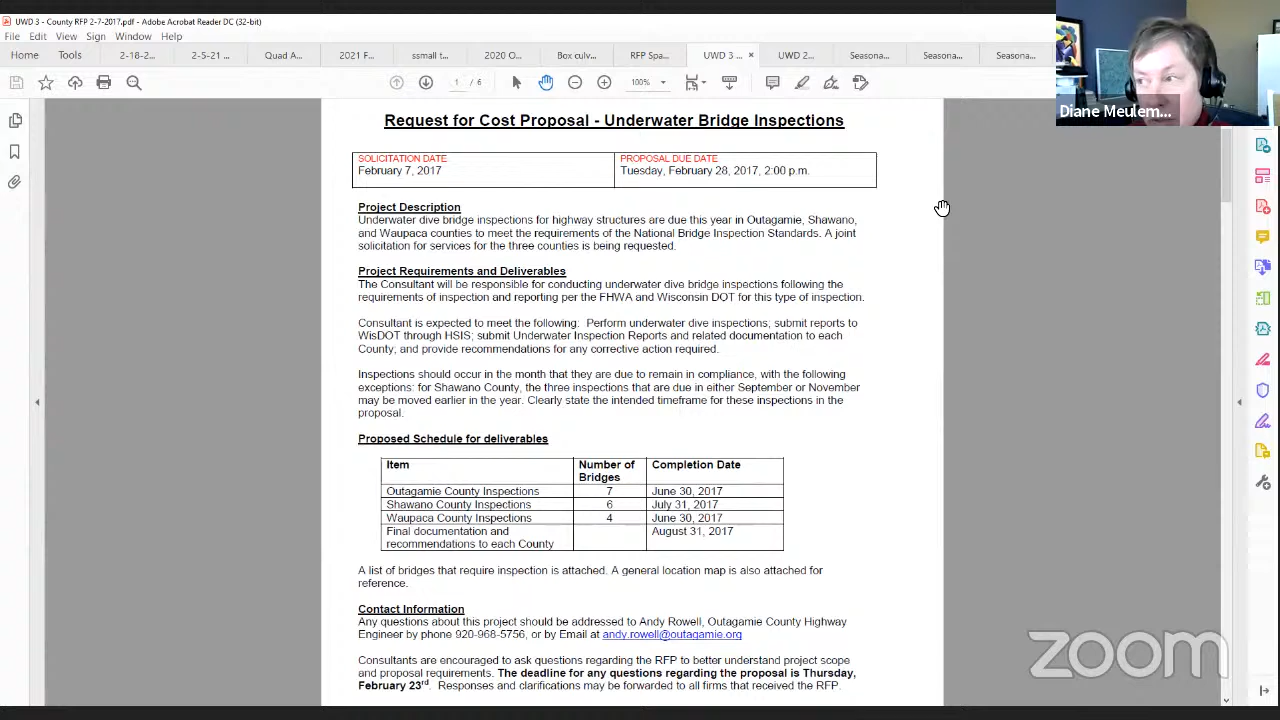 UWD 3 - County RFP 2-7-2017.pdf - Adobe Acrobat Reader DC (32-bit)
File Edit View Sign Window Help
Home Tools 2-18-2... 2-5-21 ... Quad A... 2021 F... ssmall t... 2020 O... Box culv... RFP Spa... UWD 3 ... × UWD 2... Seasona... Seasona... Seasona...
1 / 6 100%
Diane Meulem...
Request for Cost Proposal - Underwater Bridge Inspections
SOLICITATION DATE PROPOSAL DUE DATE
February 7, 2017 Tuesday, February 28, 2017, 2:00 p.m.
Project Description
Underwater dive bridge inspections for highway structures are due this year in Outagamie, Shawano,
and Waupaca counties to meet the requirements of the National Bridge Inspection Standards. A joint
solicitation for services for the three counties is being requested.
Project Requirements and Deliverables
The Consultant will be responsible for conducting underwater dive bridge inspections following the
requirements of inspection and reporting per the FHWA and Wisconsin DOT for this type of inspection.
Consultant is expected to meet the following: Perform underwater dive inspections; submit reports to
WisDOT through HSIS; submit Underwater Inspection Reports and related documentation to each
County; and provide recommendations for any corrective action required.
Inspections should occur in the month that they are due to remain in compliance, with the following
exceptions: for Shawano County, the three inspections that are due in either September or November
may be moved earlier in the year. Clearly state the intended timeframe for these inspections in the
proposal.
Proposed Schedule for deliverables
Item Number of Bridges Completion Date
Outagamie County Inspections 7 June 30, 2017
Shawano County Inspections 6 July 31, 2017
Waupaca County Inspections 4 June 30, 2017
Final documentation and August 31, 2017
recommendations to each County
A list of bridges that require inspection is attached. A general location map is also attached for
reference.
Contact Information
Any questions about this project should be addressed to Andy Rowell, Outagamie County Highway
Engineer by phone 920-968-5756, or by Email at andy.rowell@outagamie.org
Consultants are encouraged to ask questions regarding the RFP to better understand project scope
and proposal requirements. The deadline for any questions regarding the proposal is Thursday,
February 23rd. Responses and clarifications may be forwarded to all firms that received the RFP.
zoom